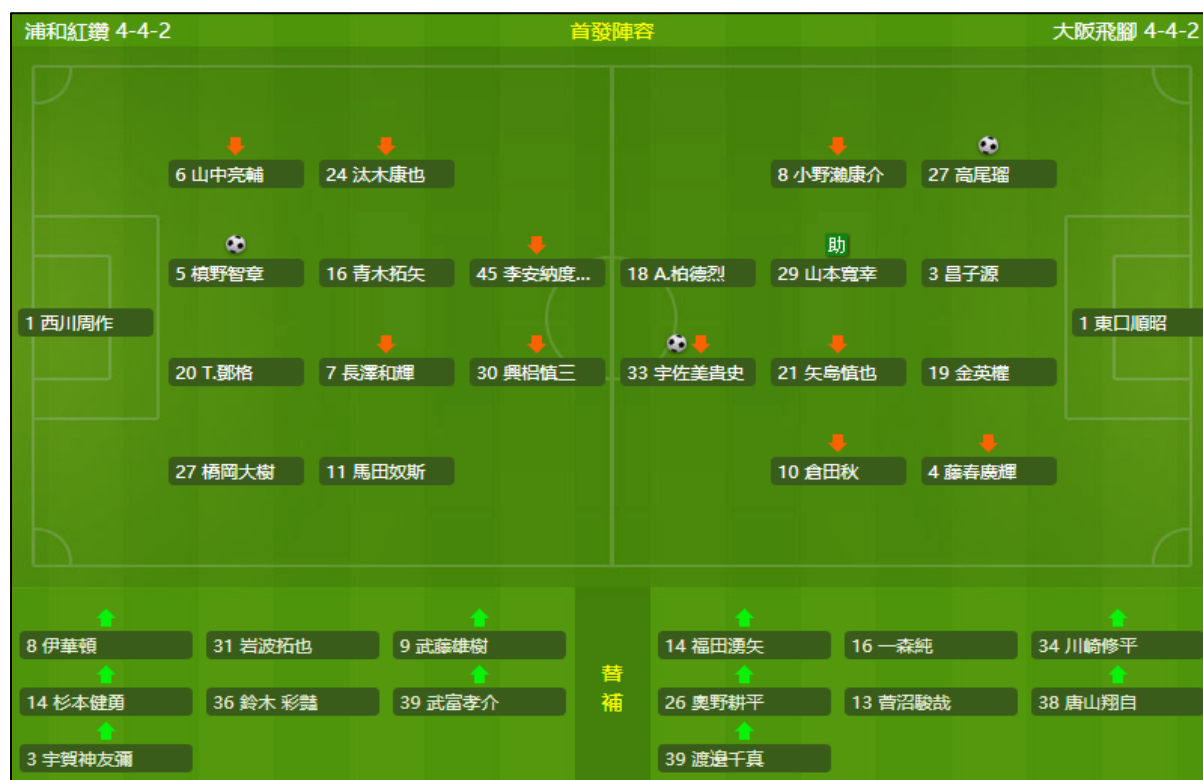 浦和紅鑽 4-4-2 首發陣容 大阪飛腳 4-4-2
6 山中亮輔 24 汰木康也 8 小野瀨康介 27 高尾瑠
助
5 槙野智章 16 青木拓矢 45 李安納度... 18 A.柏德烈 29 山本寬幸 3 昌子源
1 西川周作 1 東口順昭
20 T.鄧格 7 長澤和輝 30 興梠慎三 33 宇佐美貴史 21 矢島慎也 19 金英權
27 橋岡大樹 11 馬田奴斯 10 倉田秋 4 藤春廣輝
8 伊華頓 31 岩波拓也 9 武藤雄樹 14 福田湧矢 16 一森純 34 川崎修平
替補
14 杉本健勇 36 鈴木 彩豔 39 武富孝介 26 奧野耕平 13 菅沼駿哉 38 唐山翔自
3 宇賀神友彌 39 渡邉千真